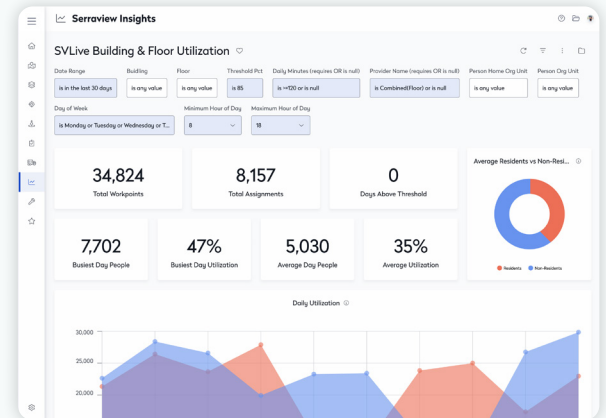 Serraview Insights
SVLive Building & Floor Utilization
Date Range
Buidling
Floor
Threshold Pct
Daily Minutes (requires OR is null)
Provider Name (requires OR is null)
Person Home Org Unit
Person Org Unit
is in the last 30 days
is any value
is any value
is 85
is >=120 or is null
is Combined(Floor) or is null
is any value
is any value
Day of Week
Minimum Hour of Day
Maximum Hour of Day
is Monday or Tuesday or Wednesday or T...
8
18
34,824
Total Workpoints
8,157
Total Assignments
0
Days Above Threshold
Average Residents vs Non-Resi...
7,702
Busiest Day People
47%
Busiest Day Utilization
5,030
Average Day People
35%
Average Utilization
Residents
Non-Residents
Daily Utilization
30,000
25,000
20,000